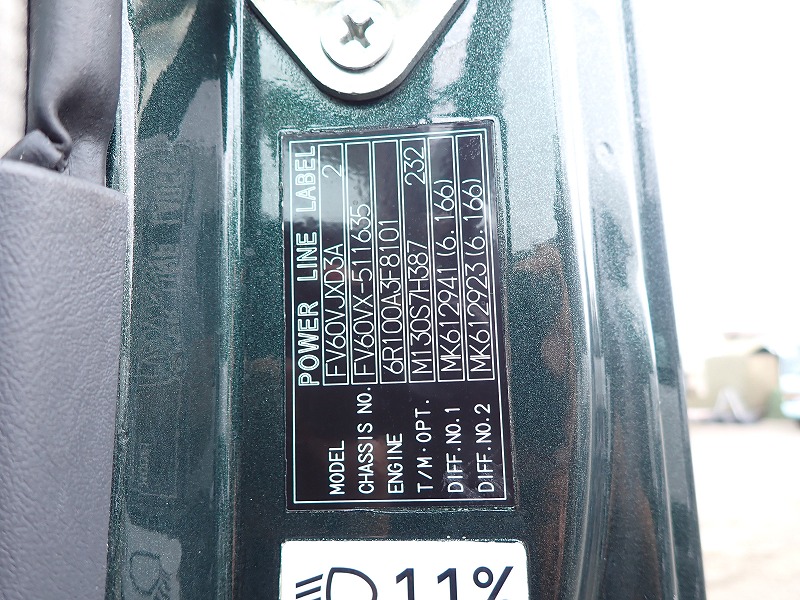 POWER LINE LABEL
MODEL FV60VJXD3A 2
CHASSIS NO. FV60VX-511635
ENGINE 6R100A3F8101
T/M·OPT. M130S7H387 232
DIFF.NO.1 MK612941(6.166)
DIFF.NO.2 MK612923(6.166)
11%